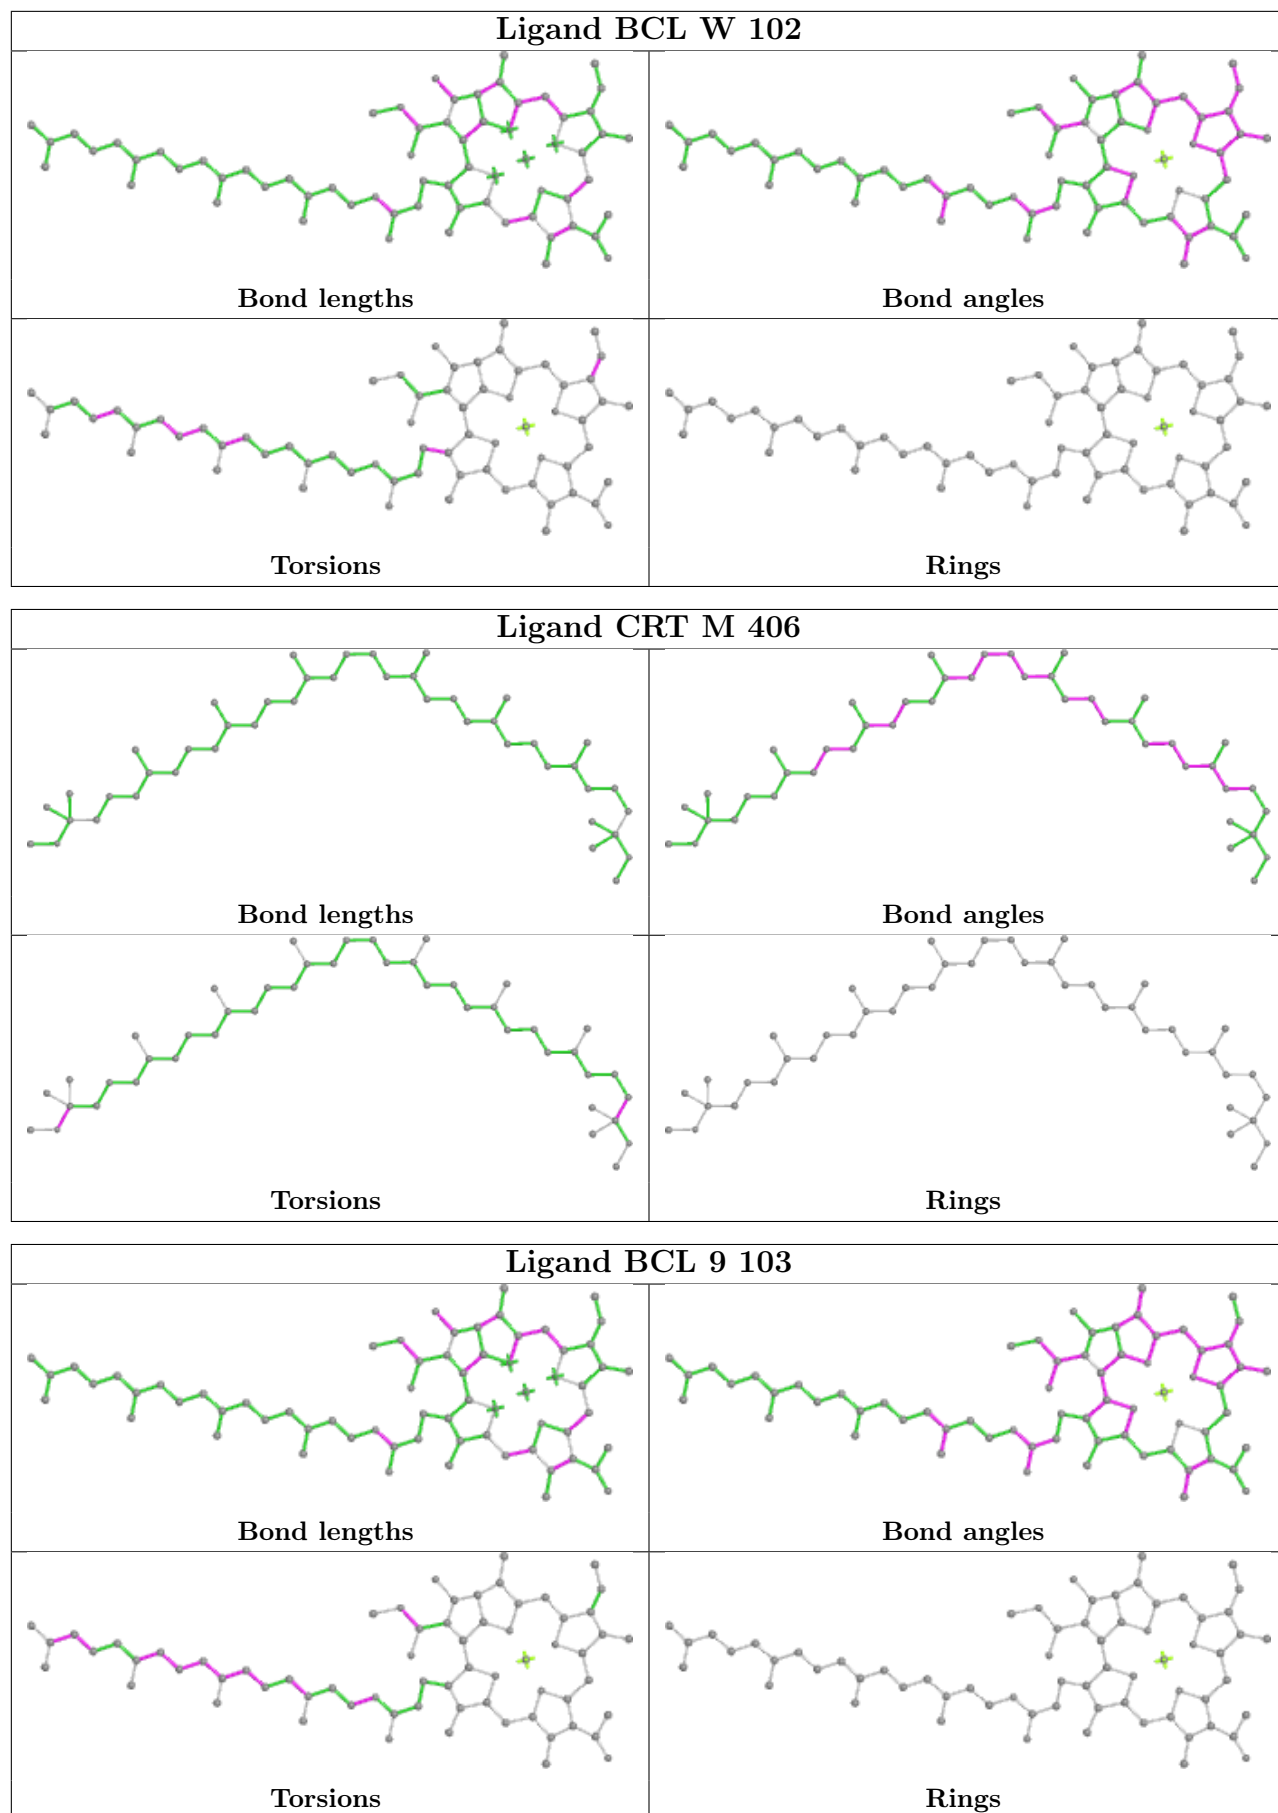 Ligand BCL W 102
Bond lengths
Bond angles
Torsions
Rings
Ligand CRT M 406
Bond lengths
Bond angles
Torsions
Rings
Ligand BCL 9 103
Bond lengths
Bond angles
Torsions
Rings